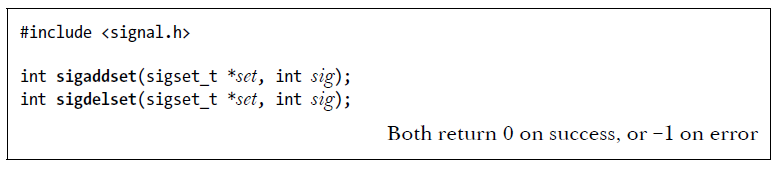 #include <signal.h>
int sigaddset(sigset_t *set, int sig);
int sigdelset(sigset_t *set, int sig);
Both return 0 on success, or −1 on error